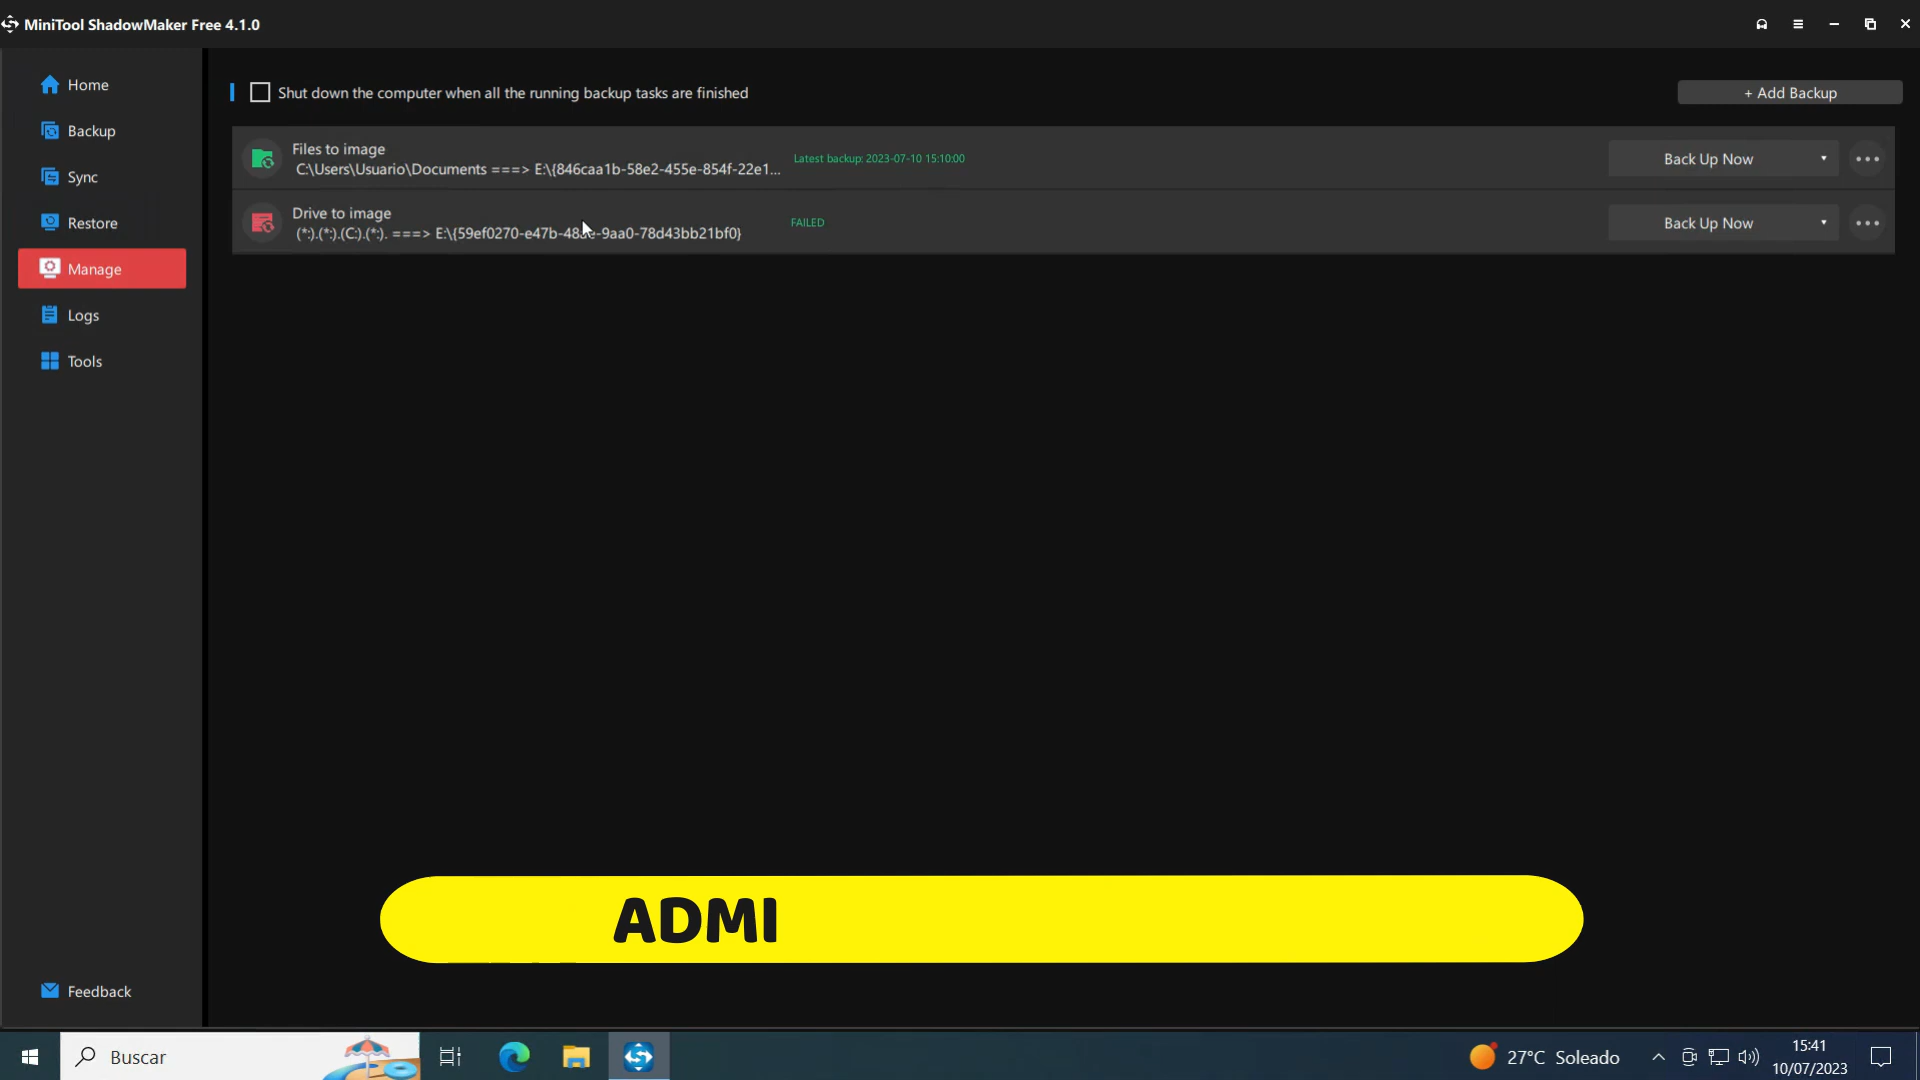 MiniTool ShadowMaker Free 4.1.0
Home
Backup
Sync
Restore
Manage
Logs
Tools
Feedback
Shut down the computer when all the running backup tasks are finished
+ Add Backup
Files to image
C:\Users\Usuario\Documents ===> E:\{846caa1b-58e2-455e-854f-22e1...
Latest backup: 2023-07-10 15:10:00
Back Up Now
Drive to image
(*:).(*:).(C:).(*:). ===> E:\{59ef0270-e47b-48ae-9aa0-78d43bb21bf0}
FAILED
Back Up Now
ADMI
Buscar
27°C Soleado
15:41
10/07/2023